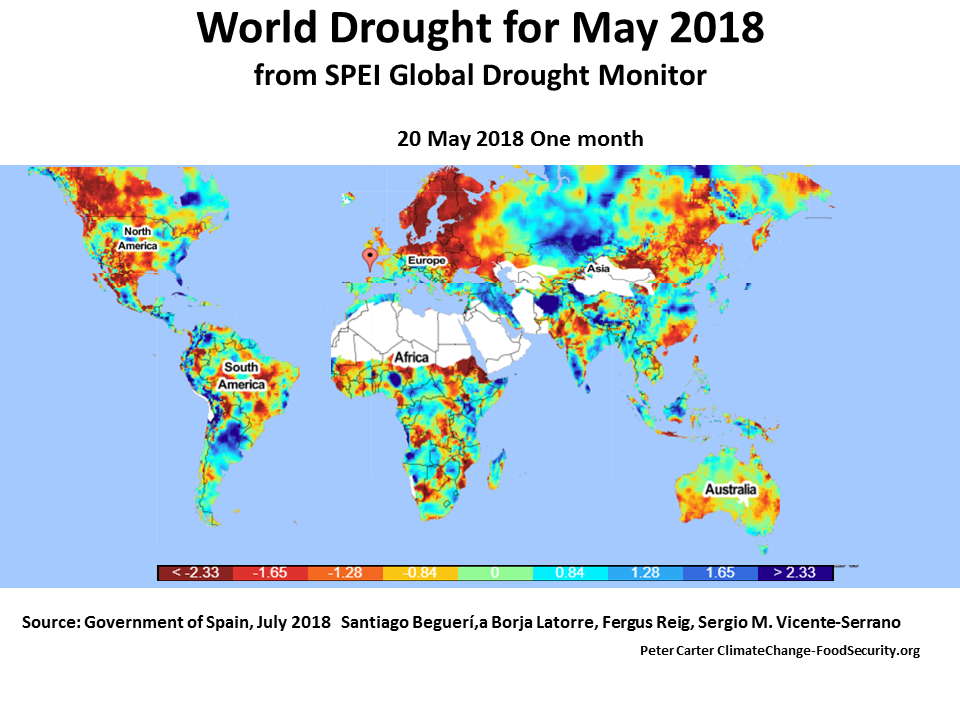 World Drought for May 2018
from SPEI Global Drought Monitor
20 May 2018 One month
North
America
Europe
Asia
Africa
South
America
Australia
< -2.33 -1.65 -1.28 -0.84 0 0.84 1.28 1.65 > 2.33
Source: Government of Spain, July 2018 Santiago Beguerí,a Borja Latorre, Fergus Reig, Sergio M. Vicente-Serrano
Peter Carter ClimateChange-FoodSecurity.org